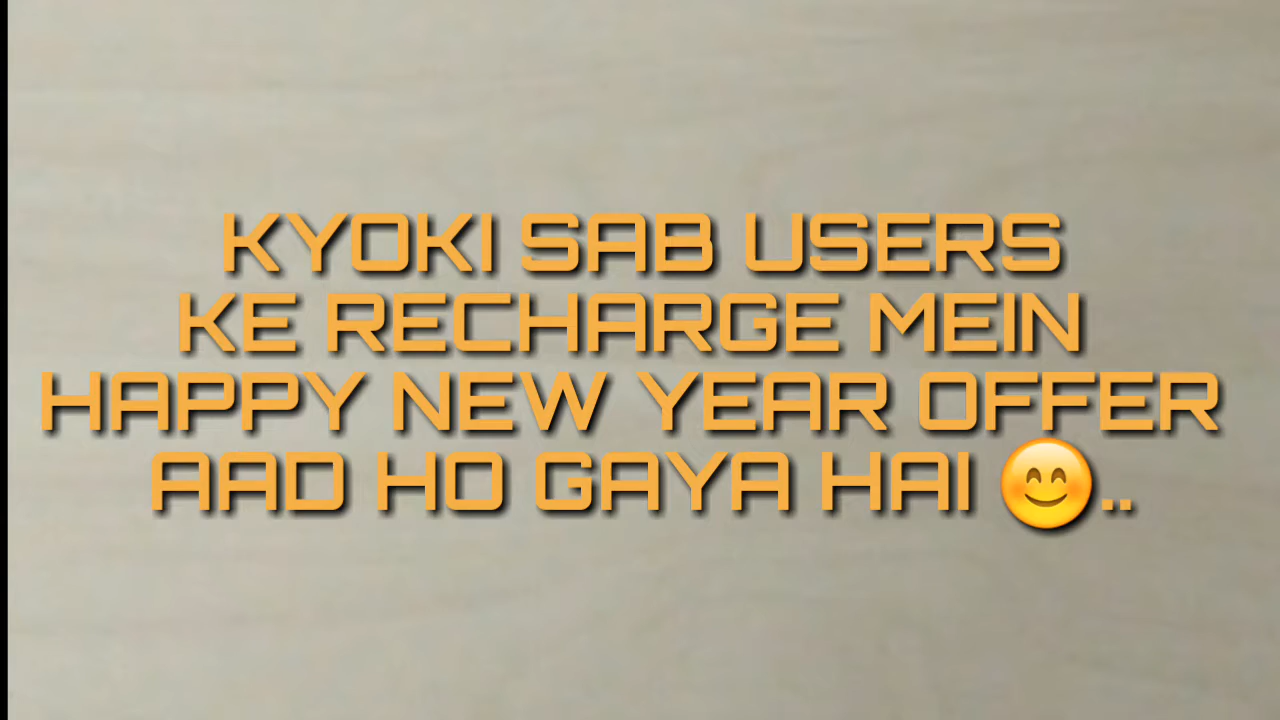 KYOKI SAB USERS
KE RECHARGE MEIN
HAPPY NEW YEAR OFFER
AAD HO GAYA HAI 😊..